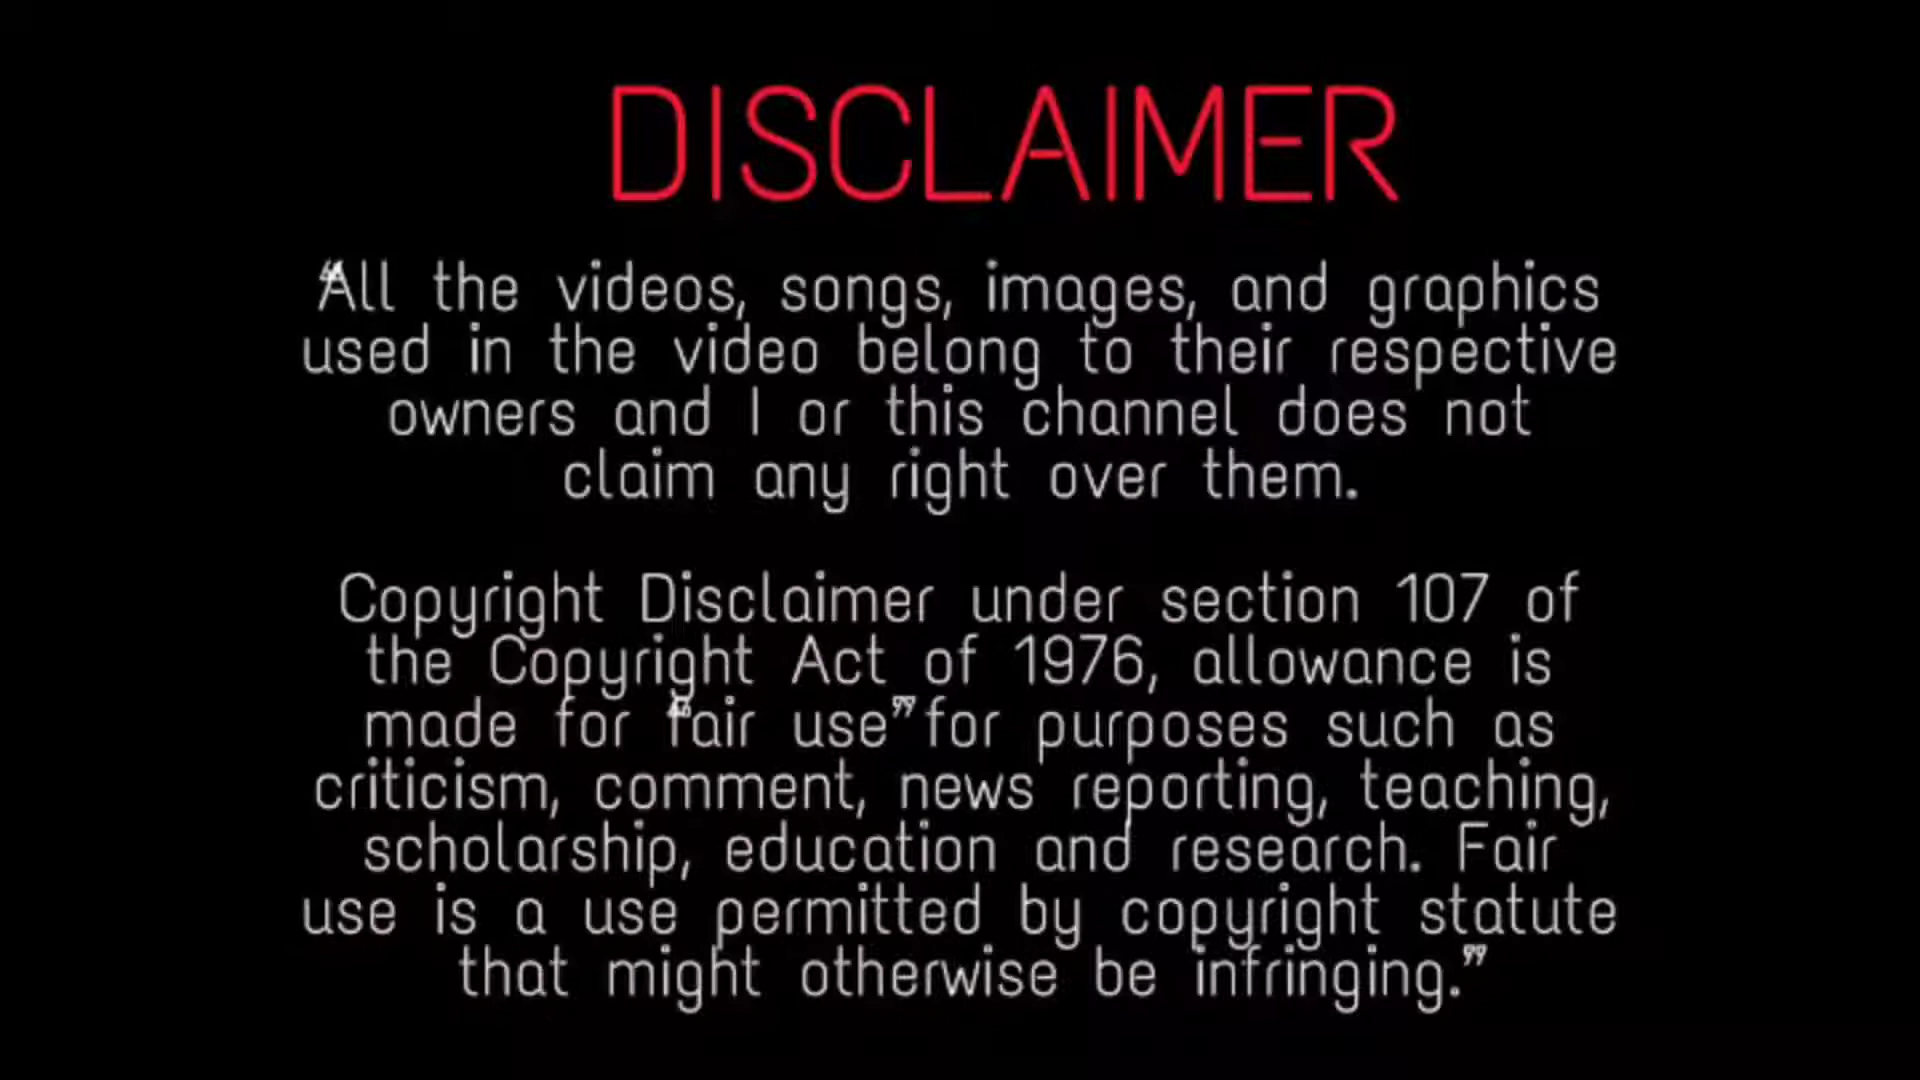 DISCLAIMER
“All the videos, songs, images, and graphics
used in the video belong to their respective
owners and I or this channel does not
claim any right over them.
Copyright Disclaimer under section 107 of
the Copyright Act of 1976, allowance is
made for “fair use” for purposes such as
criticism, comment, news reporting, teaching,
scholarship, education and research. Fair
use is a use permitted by copyright statute
that might otherwise be infringing.”